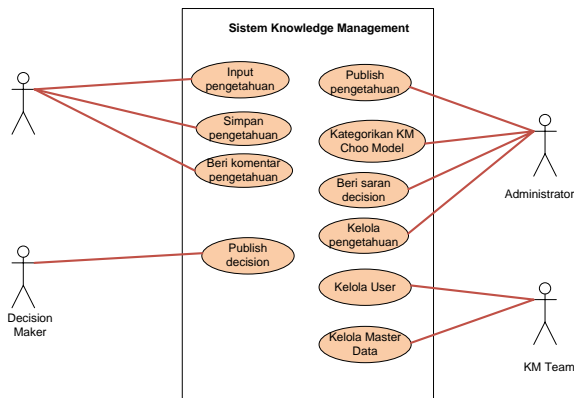 Sistem Knowledge Management
Input
pengetahuan
Simpan
pengetahuan
Beri komentar
pengetahuan
Publish
decision
Publish
pengetahuan
Kategorikan KM
Choo Model
Beri saran
decision
Kelola
pengetahuan
Kelola User
Kelola Master
Data
Decision
Maker
Administrator
KM Team